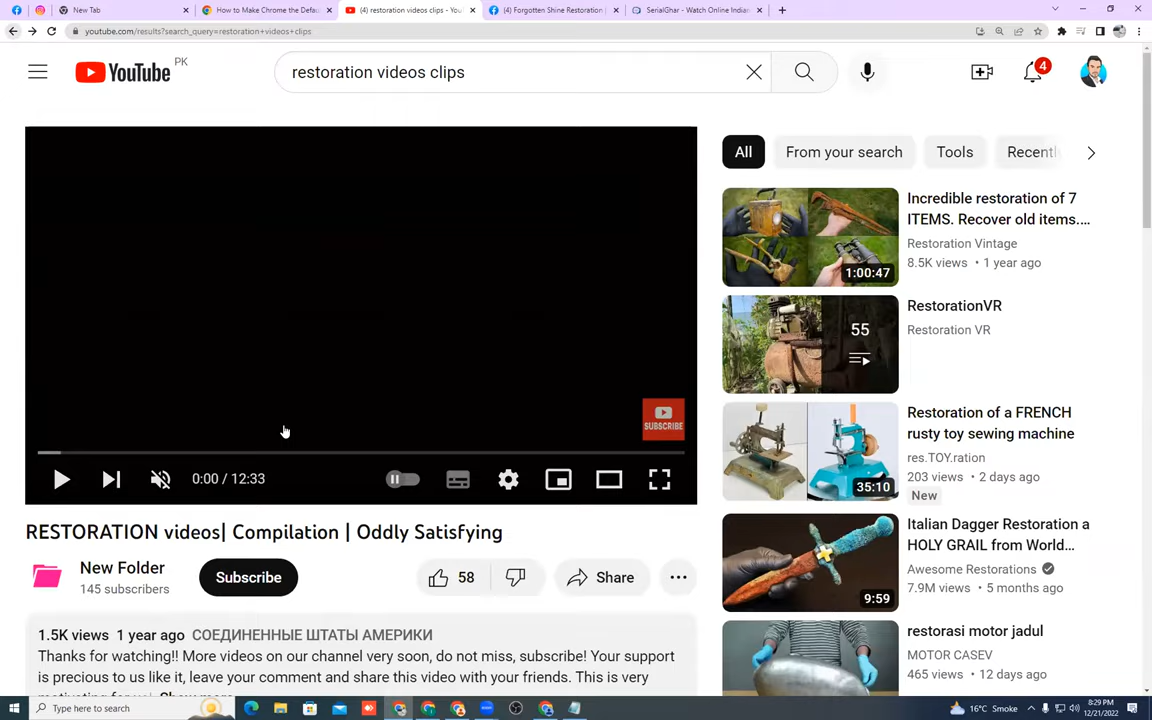 New Tab
How to Make Chrome the Defa
(4) restoration videos clips - You
(4) Forgotten Shine Restoration
SerialGhar - Watch Online India
youtube.com/results?search_query=restoration+videos+clips
YouTube PK
restoration videos clips
4
SUBSCRIBE
0:00 / 12:33
RESTORATION videos| Compilation | Oddly Satisfying
New Folder
145 subscribers
Subscribe
58
Share
1.5K views 1 year ago СОЕДИНЕННЫЕ ШТАТЫ АМЕРИКИ
Thanks for watching!! More videos on our channel very soon, do not miss, subscribe! Your support
is precious to us like it, leave your comment and share this video with your friends. This is very
All
From your search
Tools
Recentl
Incredible restoration of 7
ITEMS. Recover old items....
Restoration Vintage
8.5K views • 1 year ago
1:00:47
RestorationVR
Restoration VR
55
Restoration of a FRENCH
rusty toy sewing machine
res.TOY.ration
203 views • 2 days ago
New
35:10
Italian Dagger Restoration a
HOLY GRAIL from World...
Awesome Restorations
7.9M views • 5 months ago
9:59
restorasi motor jadul
MOTOR CASEV
465 views • 12 days ago
Type here to search
16°C Smoke
8:29 PM
12/21/2022